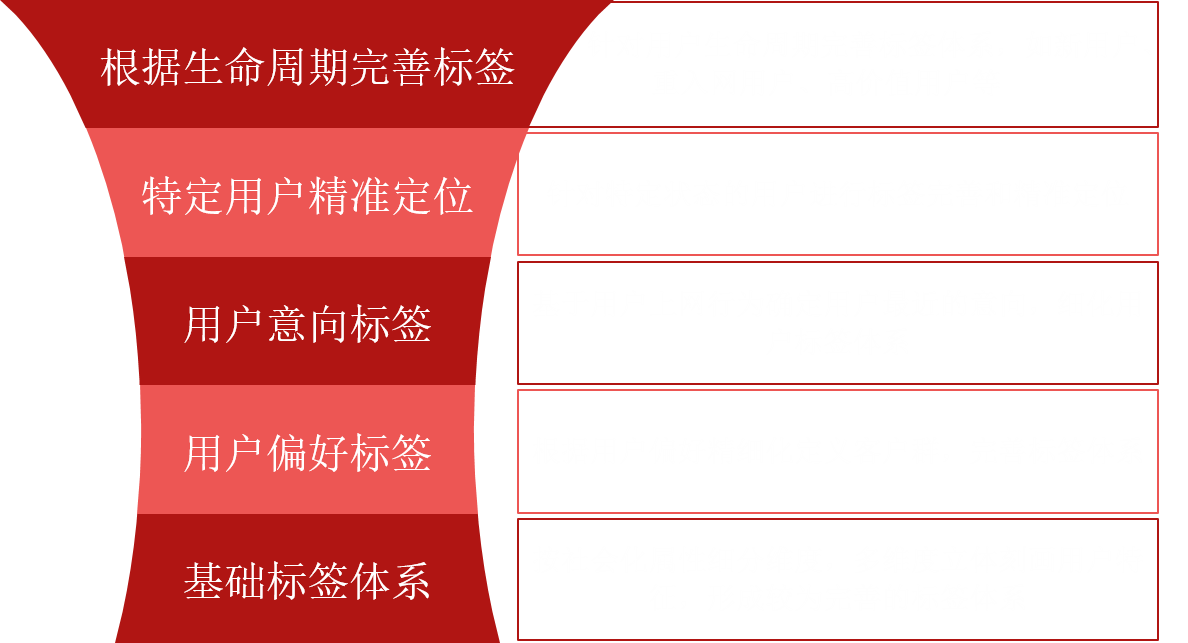 根据生命周期完善标签
特定用户精准定位
用户意向标签
用户偏好标签
基础标签体系